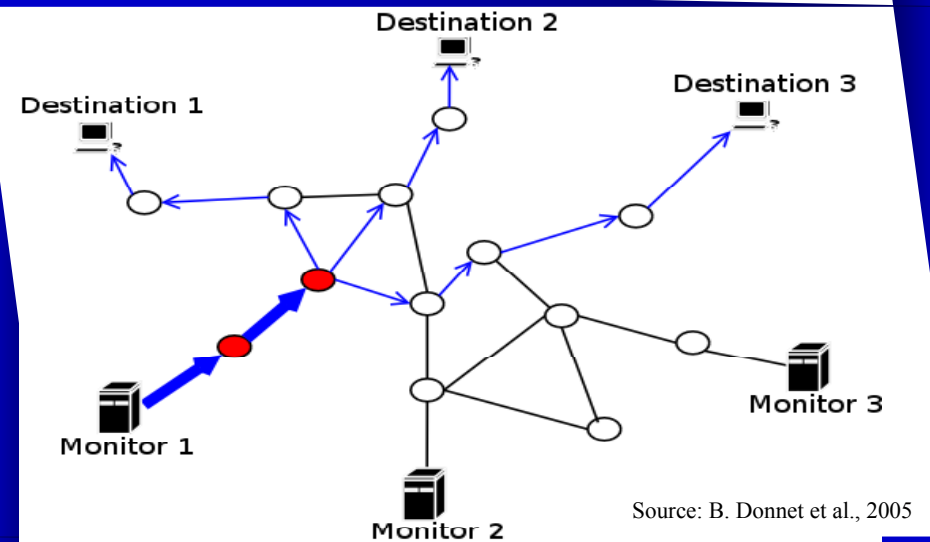 Destination 2
Destination 3
Destination 1
Monitor 3
Monitor 1
Source: B. Donnet et al., 2005
Monitor 2